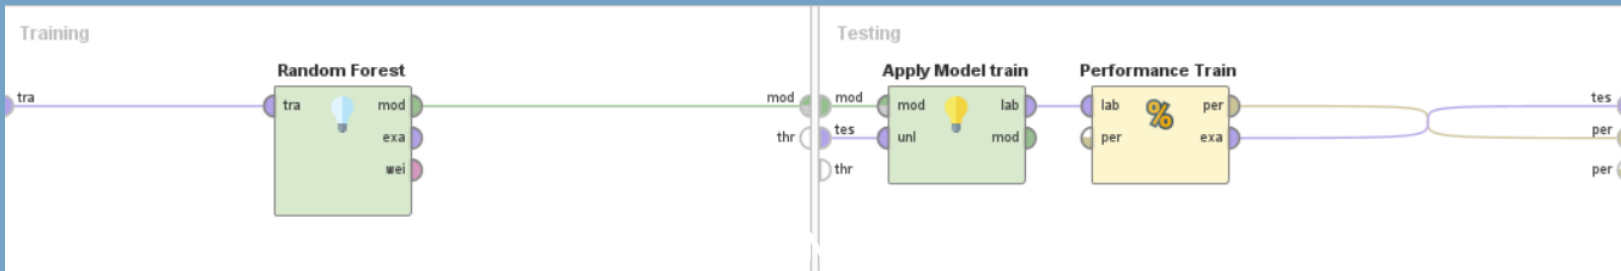 Training
Testing
Random Forest
Apply Model train
Performance Train
tra
tra
mod
mod
mod
mod
lab
lab
per
tes
exa
thr
tes
unl
mod
per
exa
per
wei
thr
per
%